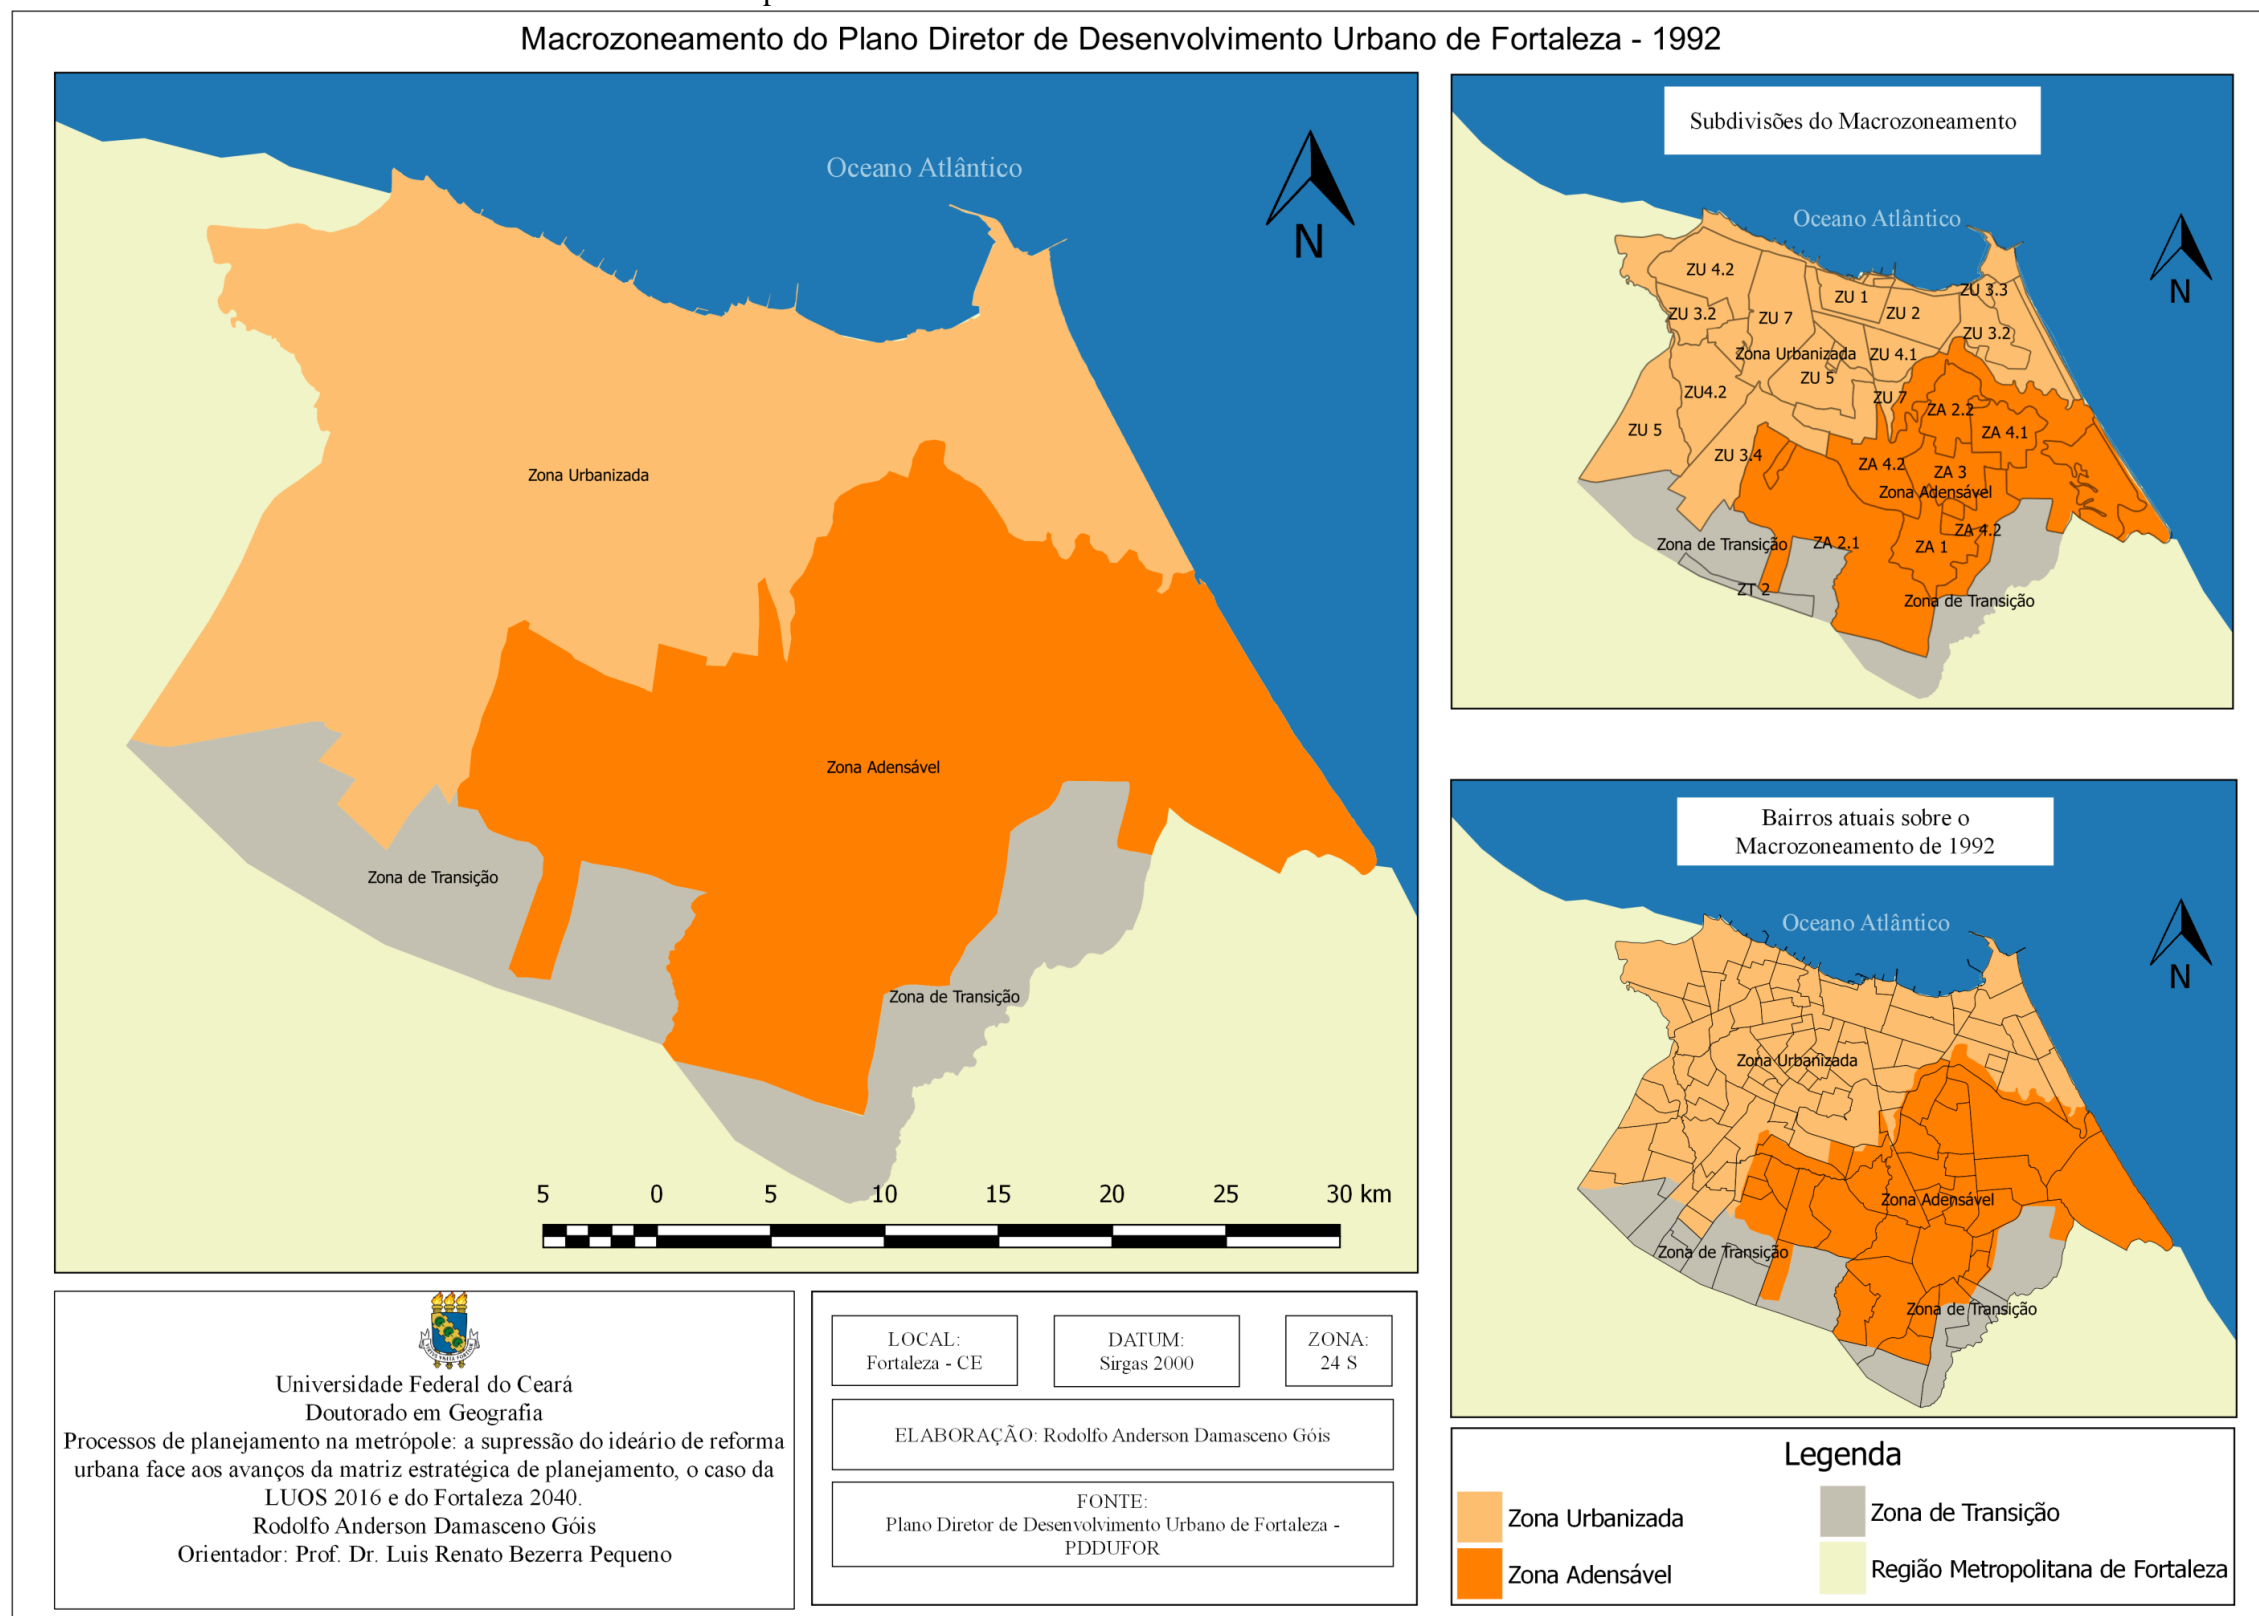 Macrozoneamento do Plano Diretor de Desenvolvimento Urbano de Fortaleza - 1992
Oceano Atlântico
N
Zona Urbanizada
Zona Adensável
Zona de Transição
Zona de Transição
5 0 5 10 15 20 25 30 km
Subdivisões do Macrozoneamento
Oceano Atlântico
N
ZU 4.2
ZU 1
ZU 3.3
ZU 3.2
ZU 7
ZU 2
ZU 3.2
Zona Urbanizada
ZU 4.1
ZU 5
ZU4.2
ZU 7
ZA 2.2
ZU 5
ZA 4.1
ZU 3.4
ZA 4.2
ZA 3
Zona Adensável
ZA 4.2
Zona de Transição
ZA 2.1
ZA 1
ZT 2
Zona de Transição
Bairros atuais sobre o
Macrozoneamento de 1992
Oceano Atlântico
N
Zona Urbanizada
Zona Adensável
Zona de Transição
Zona de Transição
Universidade Federal do Ceará
Doutorado em Geografia
Processos de planejamento na metrópole: a supressão do ideário de reforma
urbana face aos avanços da matriz estratégica de planejamento, o caso da
LUOS 2016 e do Fortaleza 2040.
Rodolfo Anderson Damasceno Góis
Orientador: Prof. Dr. Luis Renato Bezerra Pequeno
LOCAL:
Fortaleza - CE
DATUM:
Sirgas 2000
ZONA:
24 S
ELABORAÇÃO: Rodolfo Anderson Damasceno Góis
FONTE:
Plano Diretor de Desenvolvimento Urbano de Fortaleza -
PDDUFOR
Legenda
Zona Urbanizada
Zona de Transição
Zona Adensável
Região Metropolitana de Fortaleza